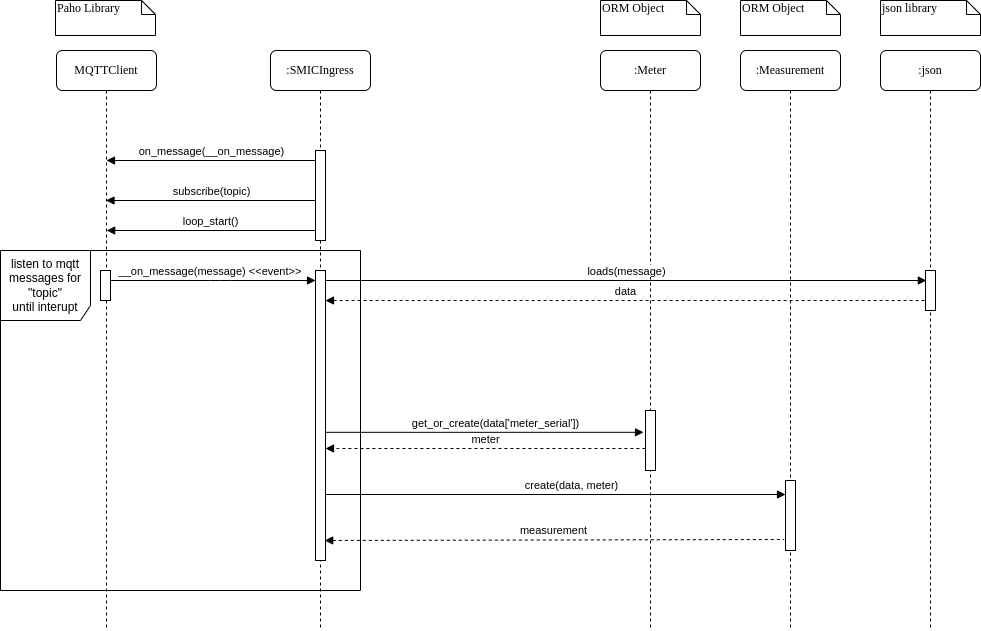 Paho Library
ORM Object
ORM Object
json library
MQTTClient
:SMICIngress
:Meter
:Measurement
:json
on_message(__on_message)
subscribe(topic)
loop_start()
listen to mqtt
messages for
"topic"
until interupt
__on_message(message) <<event>>
loads(message)
data
get_or_create(data['meter_serial'])
meter
create(data, meter)
measurement